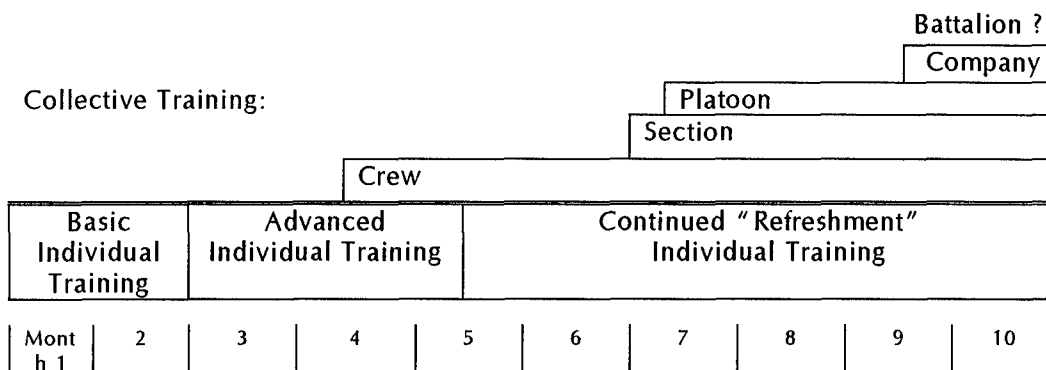 Battalion ?
Company
Collective Training:
Platoon
Section
Crew
Basic
Individual
Training
Advanced
Individual Training
Continued "Refreshment"
Individual Training
Mont
h 1
2
3
4
5
6
7
8
9
10